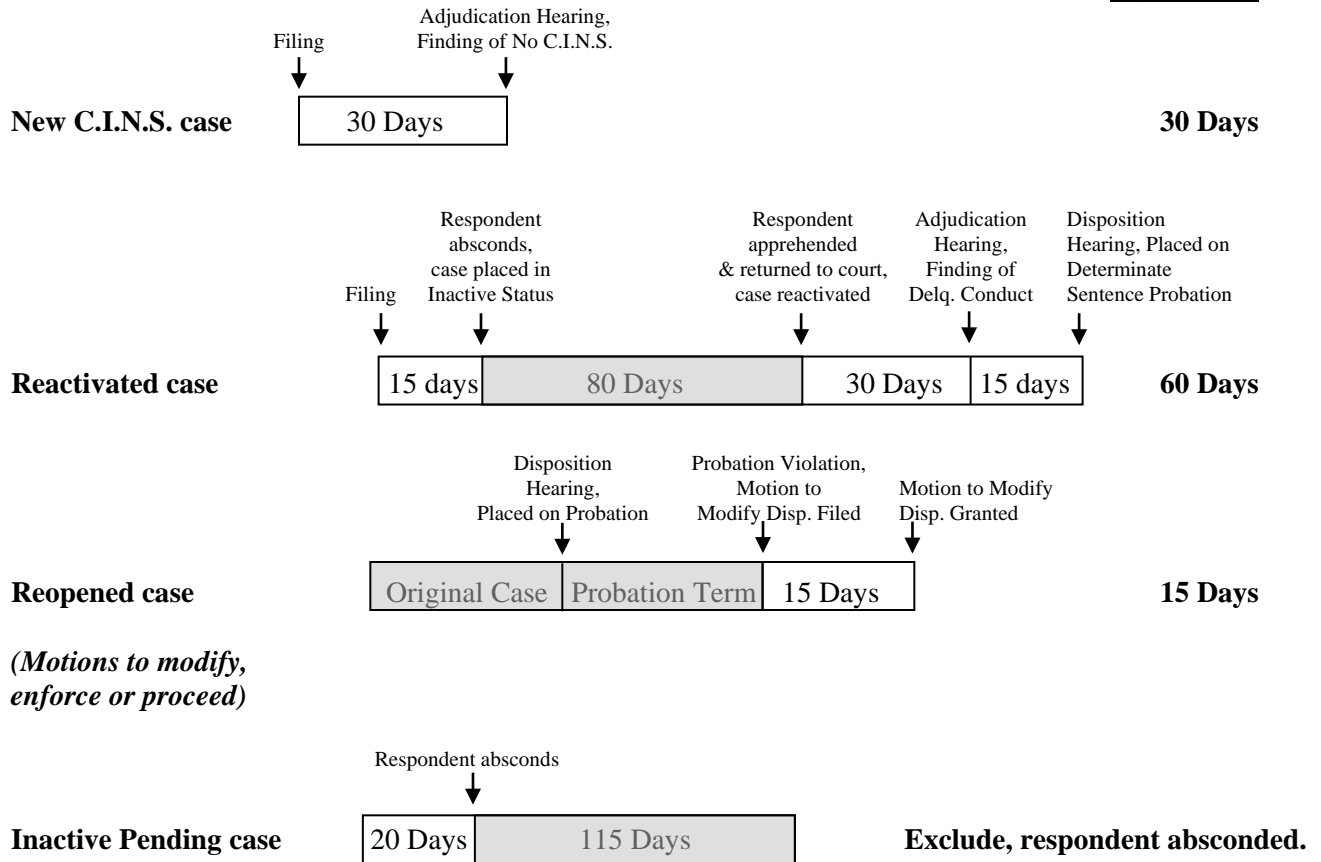 Adjudication Hearing,
Filing
Finding of No C.I.N.S.
New C.I.N.S. case
30 Days
30 Days
Respondent
absconds,
case placed in
Inactive Status
Respondent
apprehended
& returned to court,
case reactivated
Adjudication
Hearing,
Finding of
Delq. Conduct
Disposition
Hearing, Placed on
Determinate
Sentence Probation
Filing
Reactivated case
15 days
80 Days
30 Days
15 days
60 Days
Disposition
Hearing,
Placed on Probation
Probation Violation,
Motion to
Modify Disp. Filed
Motion to Modify
Disp. Granted
Reopened case
Original Case
Probation Term
15 Days
15 Days
(Motions to modify,
enforce or proceed)
Respondent absconds
Inactive Pending case
20 Days
115 Days
Exclude, respondent absconded.